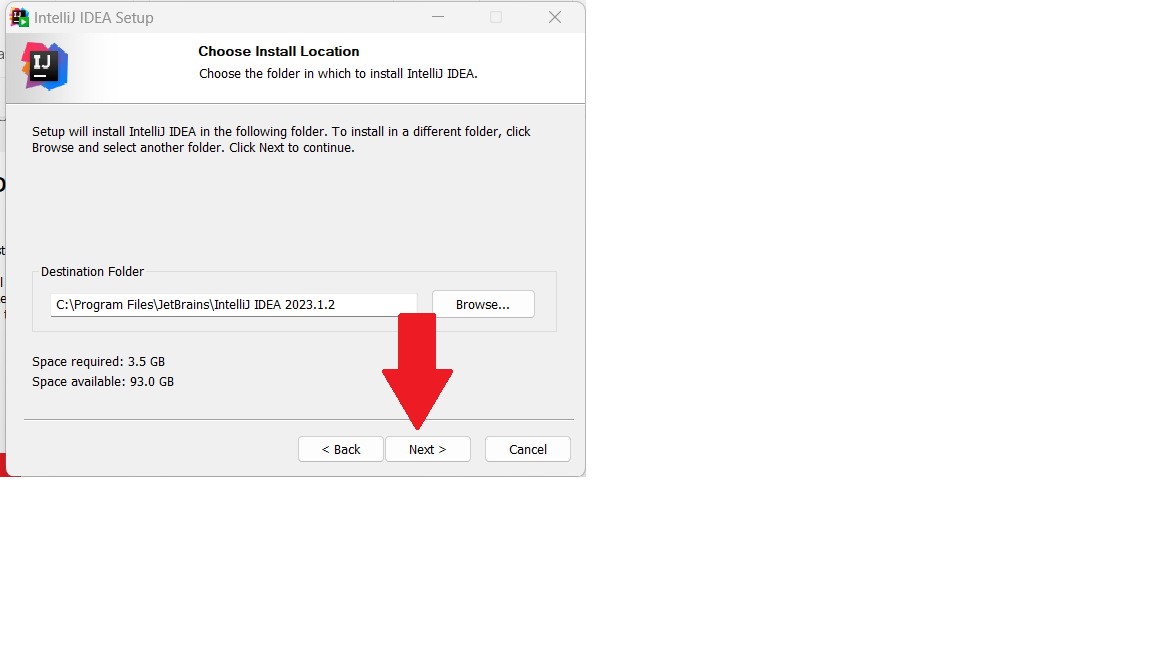 IntelliJ IDEA Setup
IJ
Choose Install Location
Choose the folder in which to install IntelliJ IDEA.
Setup will install IntelliJ IDEA in the following folder. To install in a different folder, click
Browse and select another folder. Click Next to continue.
Destination Folder
C:\Program Files\JetBrains\IntelliJ IDEA 2023.1.2
Browse...
Space required: 3.5 GB
Space available: 93.0 GB
< Back
Next >
Cancel